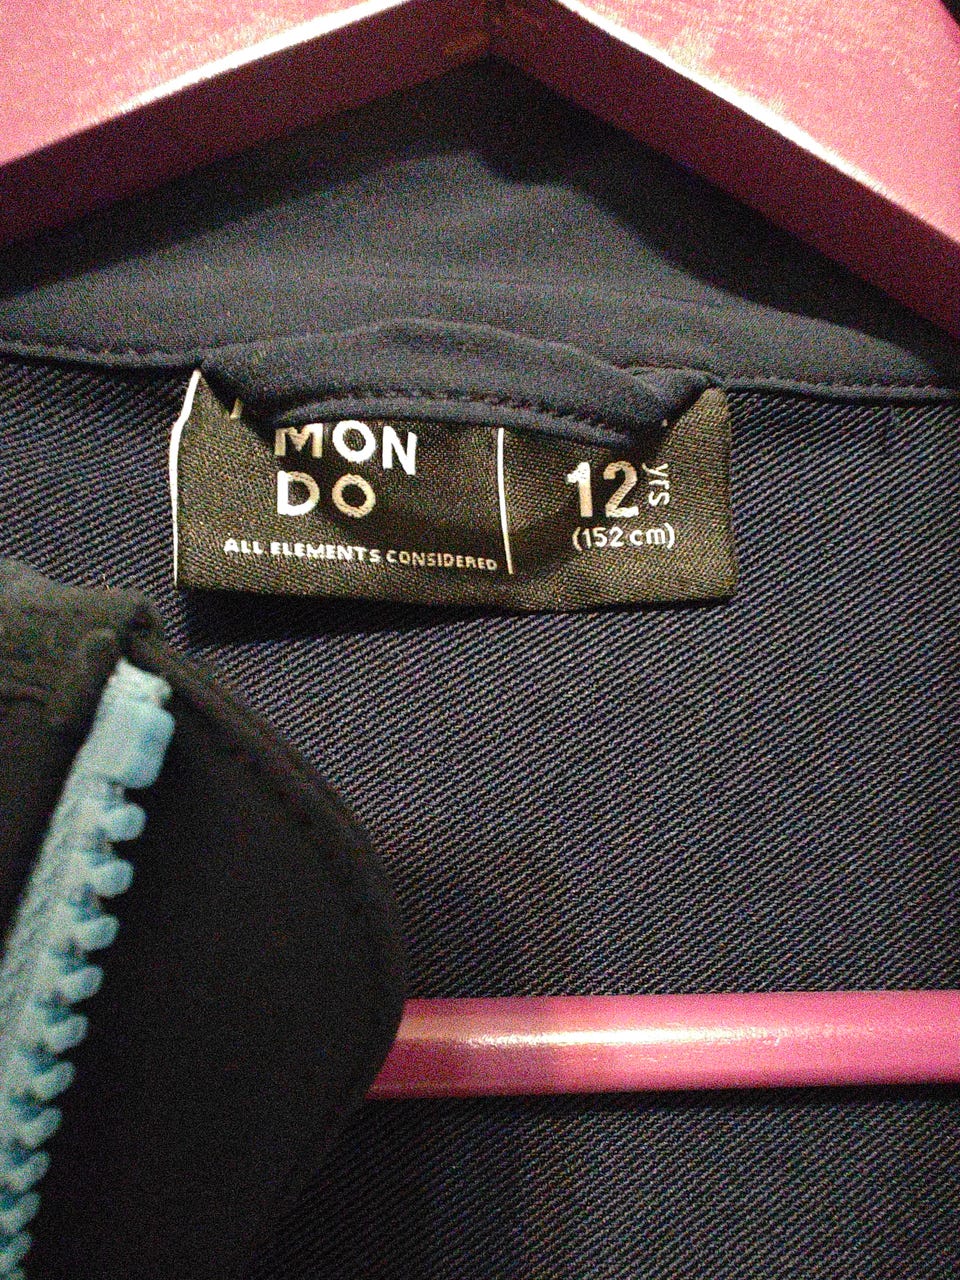 MON
DO
ALL ELEMENTS CONSIDERED
12 yrs
(152 cm)